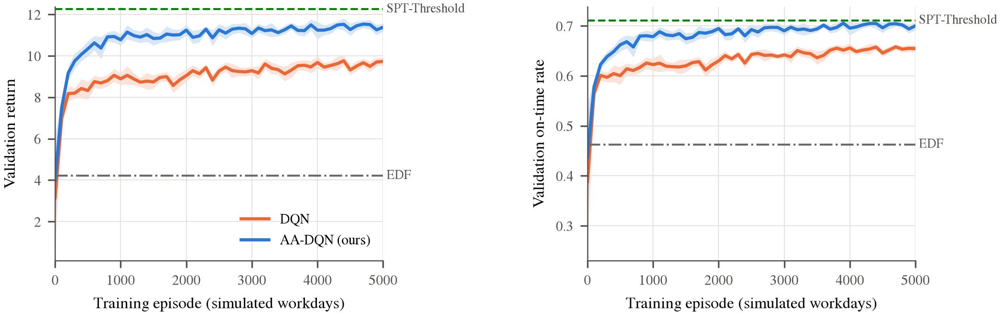 SPT-Threshold
12
10
8
6
4
2
EDF
DQN
AA-DQN (ours)
0
1000
2000
3000
4000
5000
Training episode (simulated workdays)
Validation return
SPT-Threshold
0.7
0.6
0.5
0.4
0.3
EDF
0
1000
2000
3000
4000
5000
Training episode (simulated workdays)
Validation on-time rate